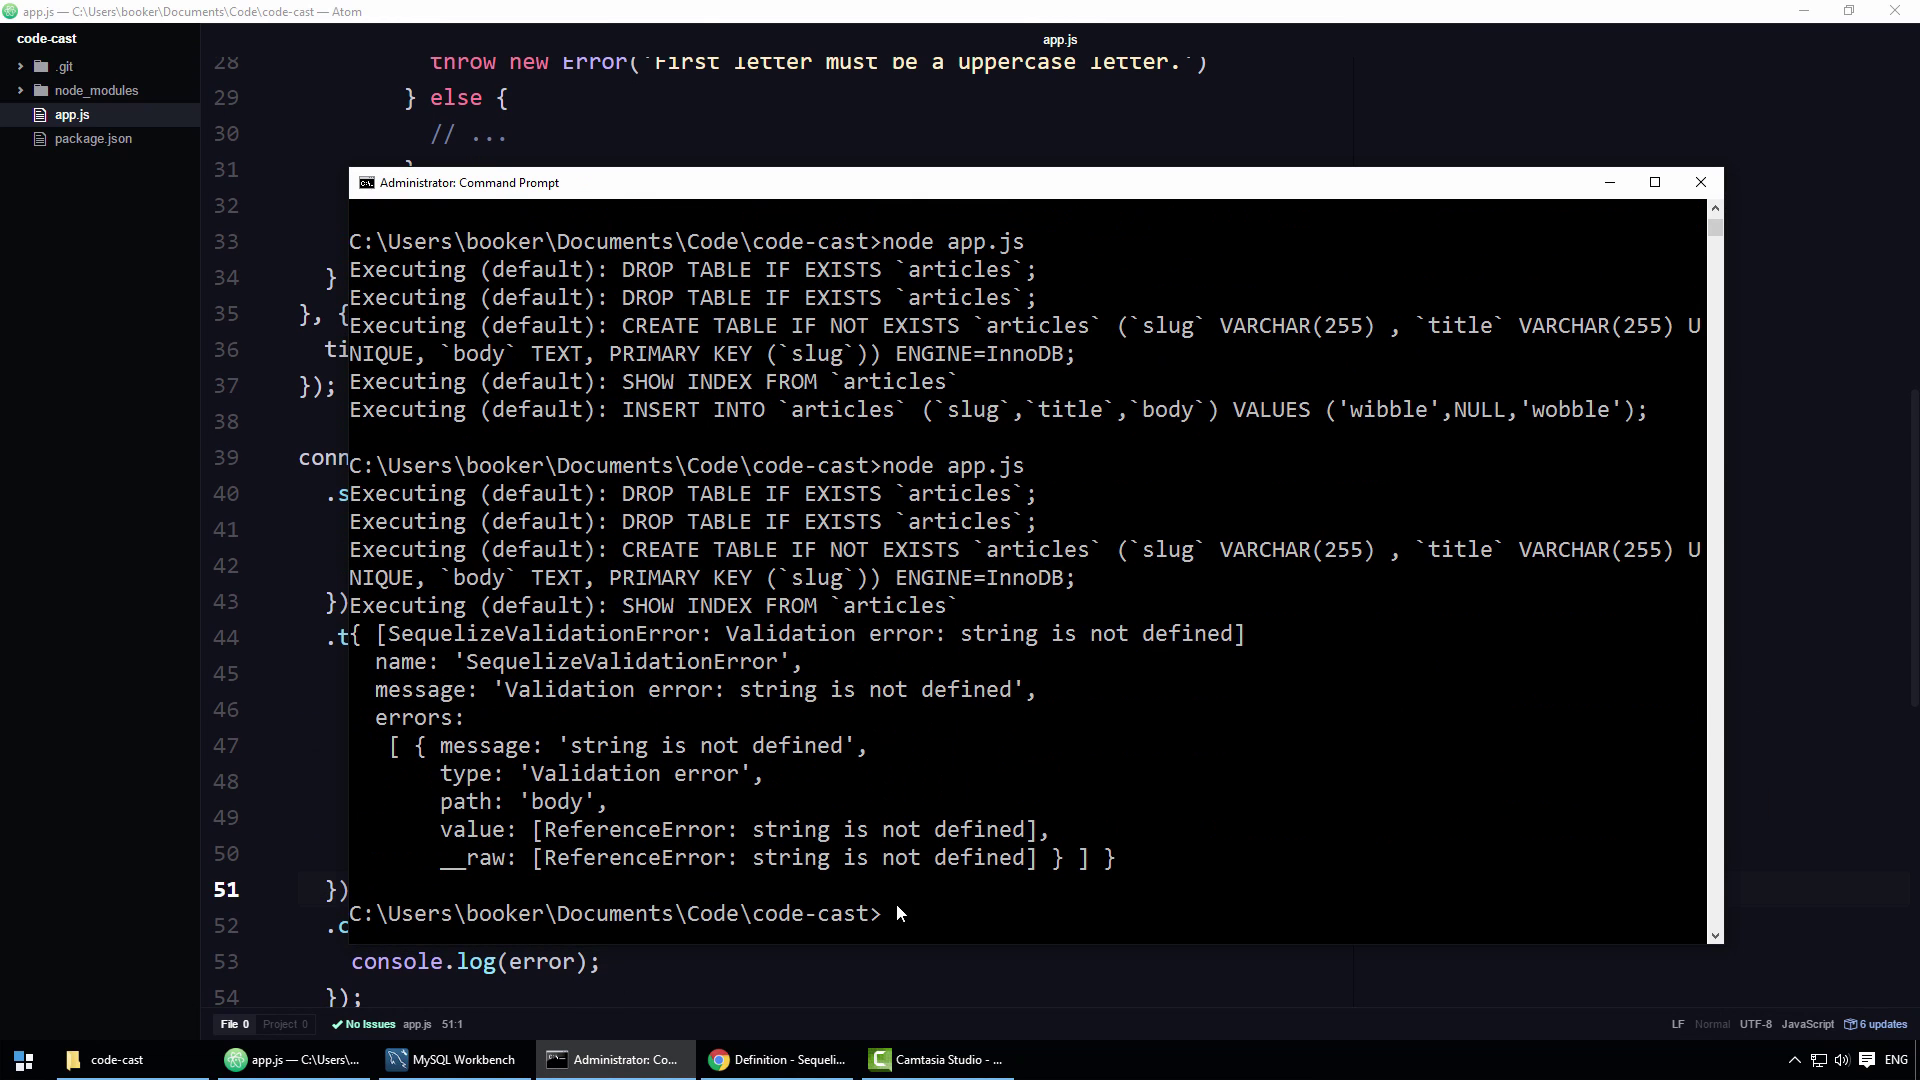 app.js — C:\Users\booker\Documents\Code\code-cast — Atom
code-cast
.git
node_modules
app.js
package.json
app.js
28 throw new Error(`First letter must be a uppercase letter.`)
29 } else {
30 // ...
31 }
32
33
34 }
35 }, {
36 ti
37 });
38
39 conn
40 .s
41
42
43 })
44 .t
45
46
47
48
49
50
51 })
52 .c
53 console.log(error);
54 });
Administrator: Command Prompt
C:\Users\booker\Documents\Code\code-cast>node app.js
Executing (default): DROP TABLE IF EXISTS `articles`;
Executing (default): DROP TABLE IF EXISTS `articles`;
Executing (default): CREATE TABLE IF NOT EXISTS `articles` (`slug` VARCHAR(255) , `title` VARCHAR(255) U
NIQUE, `body` TEXT, PRIMARY KEY (`slug`)) ENGINE=InnoDB;
Executing (default): SHOW INDEX FROM `articles`
Executing (default): INSERT INTO `articles` (`slug`,`title`,`body`) VALUES ('wibble',NULL,'wobble');
C:\Users\booker\Documents\Code\code-cast>node app.js
Executing (default): DROP TABLE IF EXISTS `articles`;
Executing (default): DROP TABLE IF EXISTS `articles`;
Executing (default): CREATE TABLE IF NOT EXISTS `articles` (`slug` VARCHAR(255) , `title` VARCHAR(255) U
NIQUE, `body` TEXT, PRIMARY KEY (`slug`)) ENGINE=InnoDB;
Executing (default): SHOW INDEX FROM `articles`
{ [SequelizeValidationError: Validation error: string is not defined]
name: 'SequelizeValidationError',
message: 'Validation error: string is not defined',
errors:
[ { message: 'string is not defined',
type: 'Validation error',
path: 'body',
value: [ReferenceError: string is not defined],
__raw: [ReferenceError: string is not defined] } ] }
C:\Users\booker\Documents\Code\code-cast>
File 0 Project 0 No Issues app.js 51:1 LF Normal UTF-8 JavaScript 6 updates
code-cast app.js — C:\Users\... MySQL Workbench Administrator: Co... Definition - Sequeli... Camtasia Studio - ... ENG